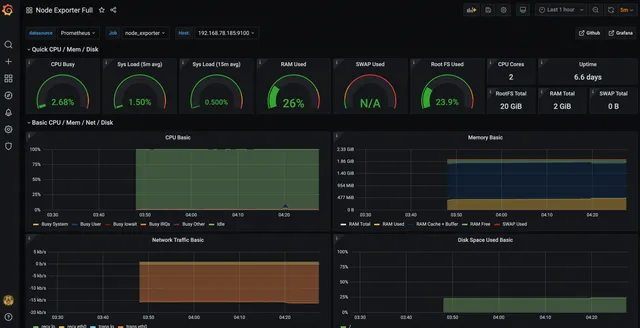 Node Exporter Full
Last 1 hour
5m
datasource Prometheus Job node_exporter Host 192.168.78.185:9100 Github Grafana
Quick CPU / Mem / Disk
CPU Busy Sys Load (5m avg) Sys Load (15m avg) RAM Used SWAP Used Root FS Used CPU Cores Uptime
2.68% 1.50% 0.500% 26% N/A 23.9% 2 6.6 days
RootFS Total RAM Total SWAP Total
20 GiB 2 GiB 0 B
Basic CPU / Mem / Net / Disk
CPU Basic
100%
75%
50%
25%
0%
03:30 03:40 03:50 04:00 04:10 04:20
Busy System Busy User Busy Iowait Busy IRQs Busy Other Idle
Memory Basic
2.33 GiB
1.86 GiB
1.40 GiB
954 MiB
477 MiB
0 B
03:30 03:40 03:50 04:00 04:10 04:20
RAM Total RAM Used RAM Cache + Buffer RAM Free SWAP Used
Network Traffic Basic
5 kb/s
0 b/s
-5 kb/s
-10 kb/s
-15 kb/s
-20 kb/s
03:30 03:40 03:50 04:00 04:10 04:20
recv lo recv eth0 trans lo trans eth0
Disk Space Used Basic
100%
75%
50%
25%
0%
03:30 03:40 03:50 04:00 04:10 04:20
/